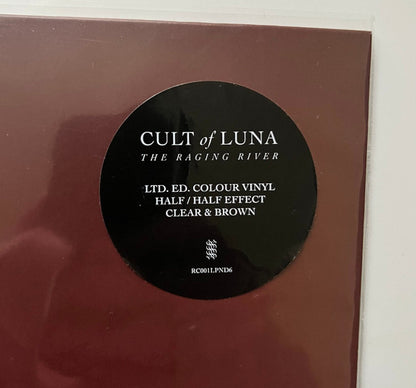 CULT of LUNA
THE RAGING RIVER
LTD. ED. COLOUR VINYL
HALF / HALF EFFECT
CLEAR & BROWN
RC001LPND6